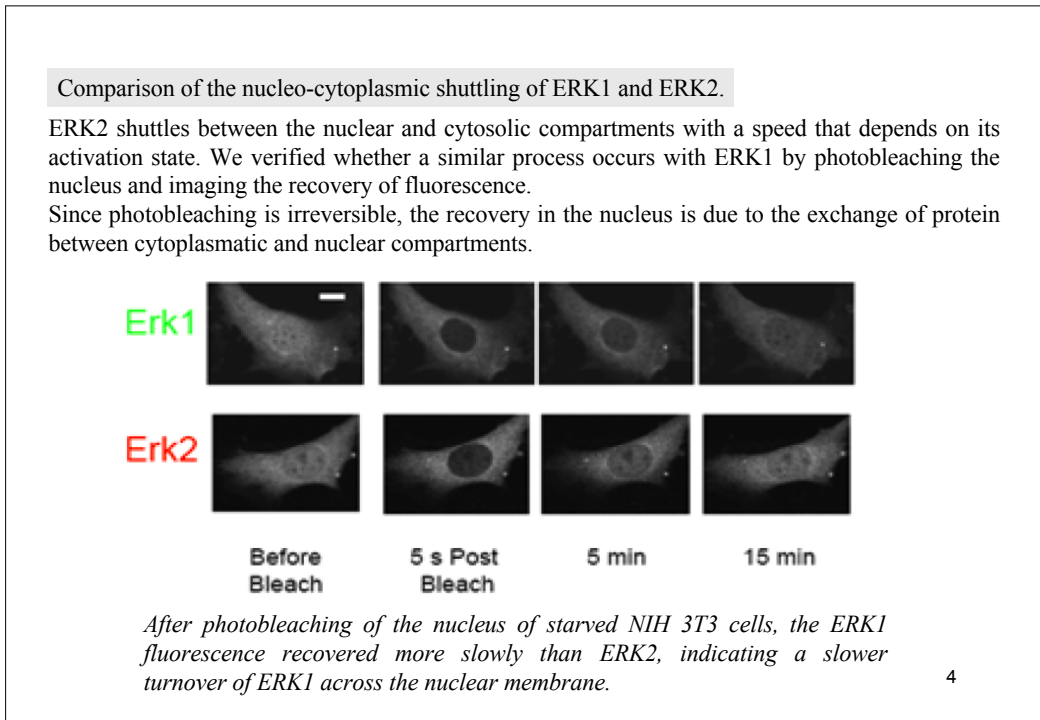 Comparison of the nucleo-cytoplasmic shuttling of ERK1 and ERK2.
ERK2 shuttles between the nuclear and cytosolic compartments with a speed that depends on its
activation state. We verified whether a similar process occurs with ERK1 by photobleaching the
nucleus and imaging the recovery of fluorescence.
Since photobleaching is irreversible, the recovery in the nucleus is due to the exchange of protein
between cytoplasmatic and nuclear compartments.
Erk1
Erk2
Before 5 s Post 5 min 15 min
Bleach Bleach
After photobleaching of the nucleus of starved NIH 3T3 cells, the ERK1
fluorescence recovered more slowly than ERK2, indicating a slower
turnover of ERK1 across the nuclear membrane.
4